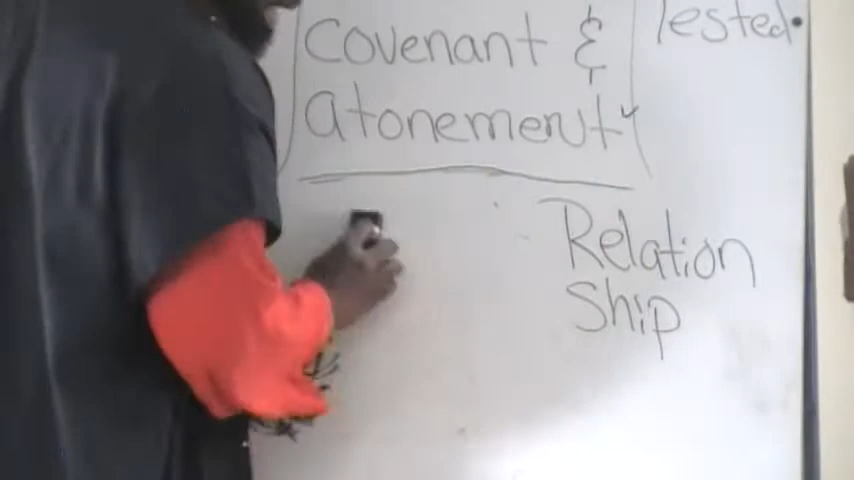 Covenant &
atonement
Tested.
Relation
Ship